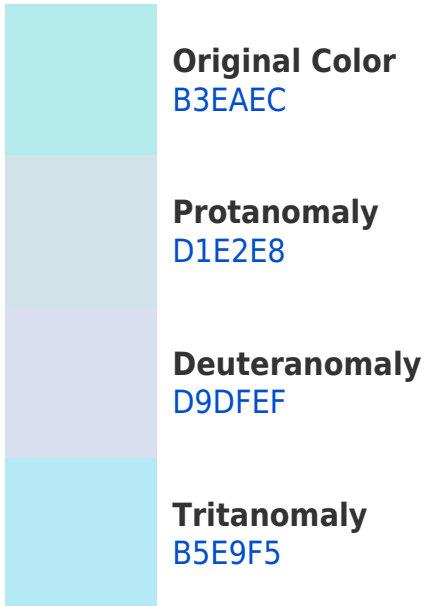 Original Color
B3EAEC
Protanomaly
D1E2E8
Deuteranomaly
D9DFEF
Tritanomaly
B5E9F5